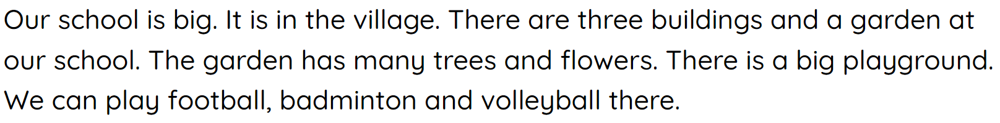 Our school is big. It is in the village. There are three buildings and a garden at
our school. The garden has many trees and flowers. There is a big playground.
We can play football, badminton and volleyball there.